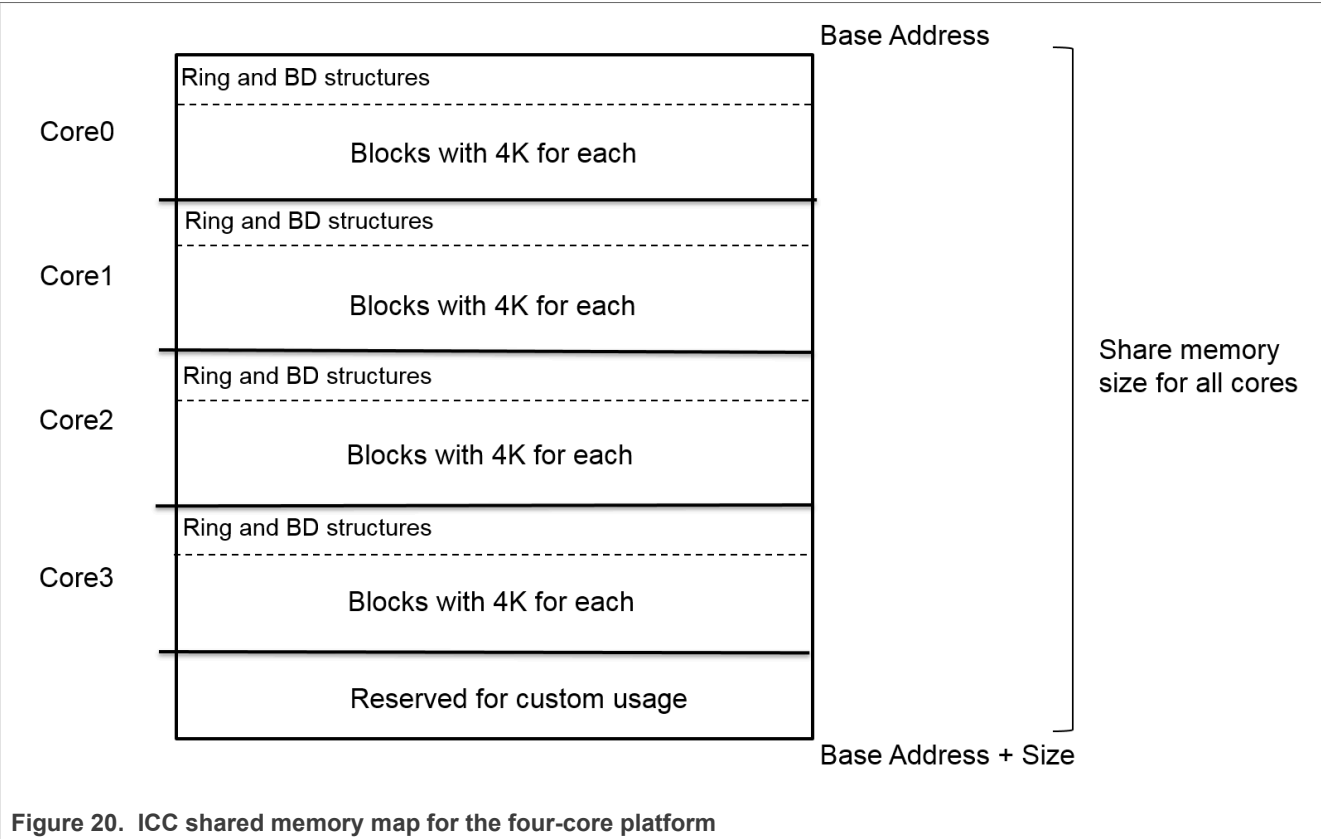 Base Address
Ring and BD structures
Core0
Blocks with 4K for each
Ring and BD structures
Core1
Blocks with 4K for each
Share memory
size for all cores
Ring and BD structures
Core2
Blocks with 4K for each
Ring and BD structures
Core3
Blocks with 4K for each
Reserved for custom usage
Base Address + Size
Figure 20. ICC shared memory map for the four-core platform